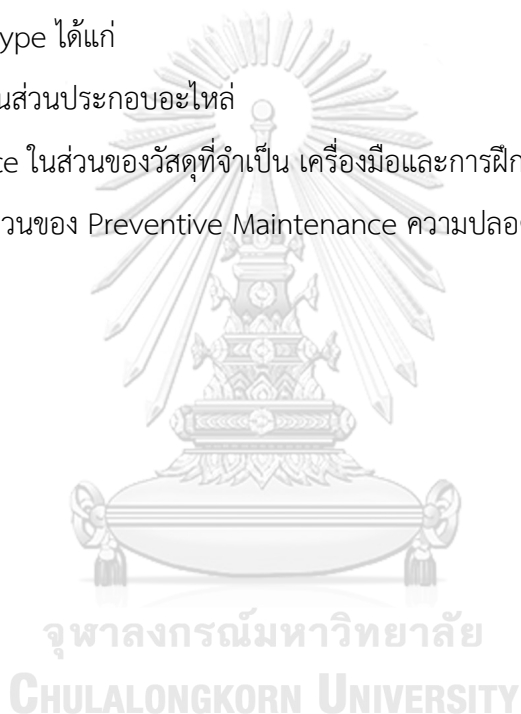 ype ได้แก่
นส่วนประกอบอะไหล่
ce ในส่วนของวัสดุที่จำเป็น เครื่องมือและการฝึก
วนของ Preventive Maintenance ความปลอ
จุฬาลงกรณ์มหาวิทยาลัย
CHULALONGKORN UNIVERSITY